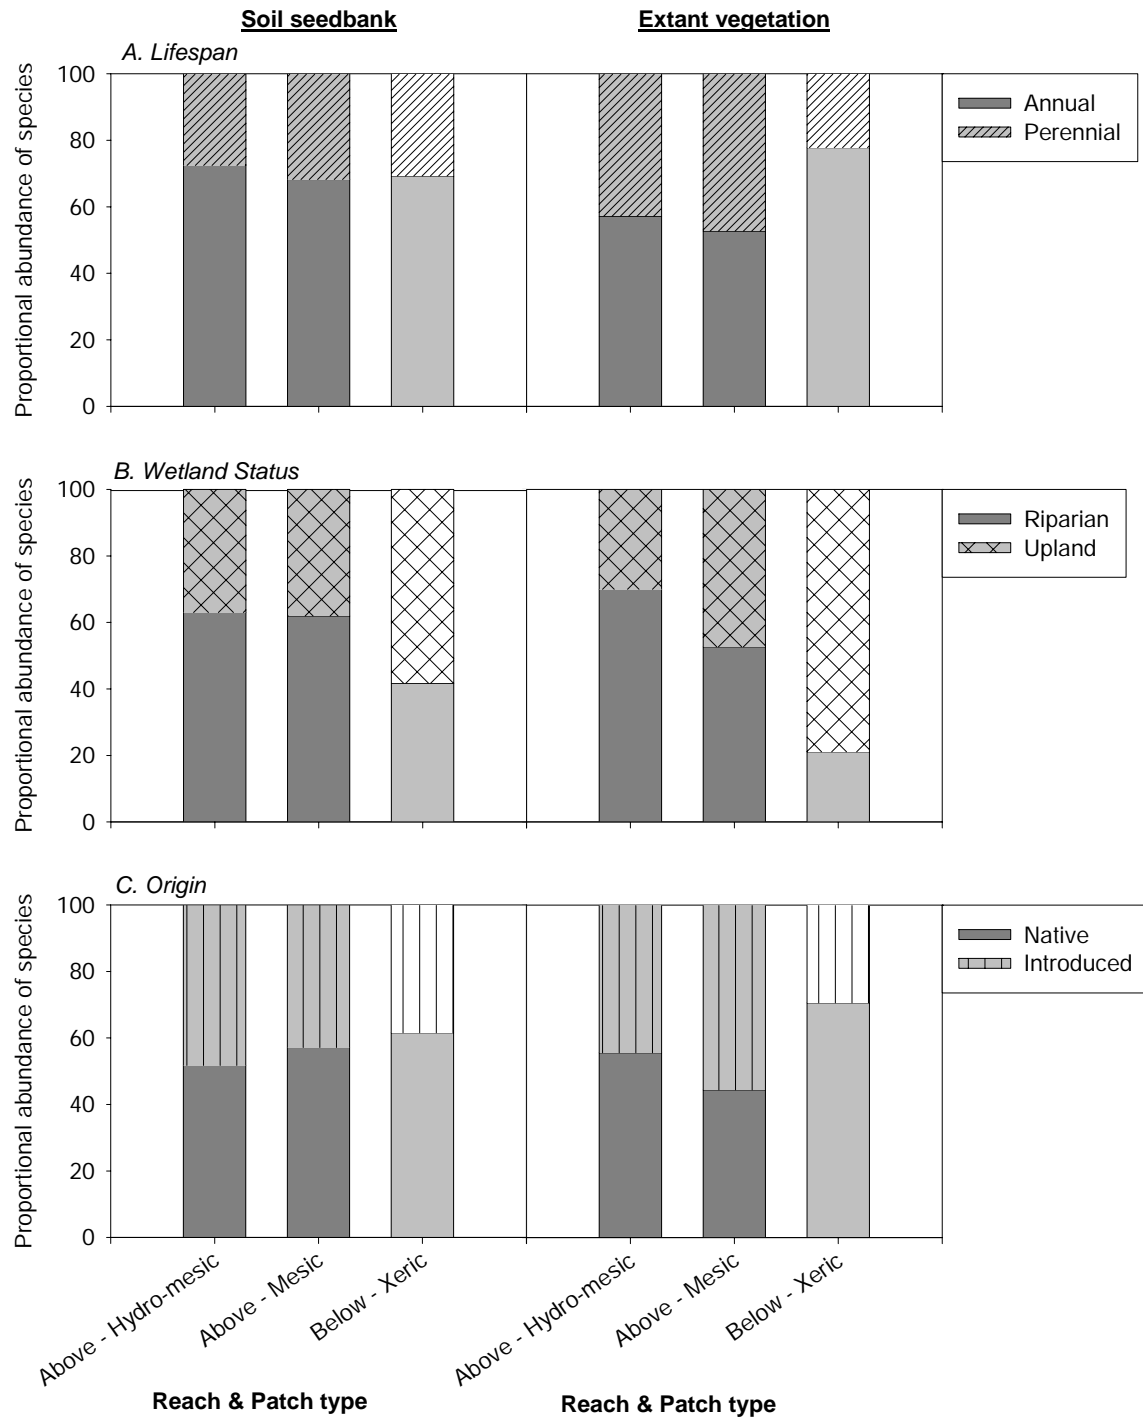 Soil seedbank
Extant vegetation
A. Lifespan
Proportional abundance of species
100
80
60
40
20
0
Annual
Perennial
B. Wetland Status
Proportional abundance of species
100
80
60
40
20
0
Riparian
Upland
C. Origin
Proportional abundance of species
100
80
60
40
20
0
Native
Introduced
Above - Hydro-mesic
Above - Mesic
Below - Xeric
Above - Hydro-mesic
Above - Mesic
Below - Xeric
Reach & Patch type
Reach & Patch type